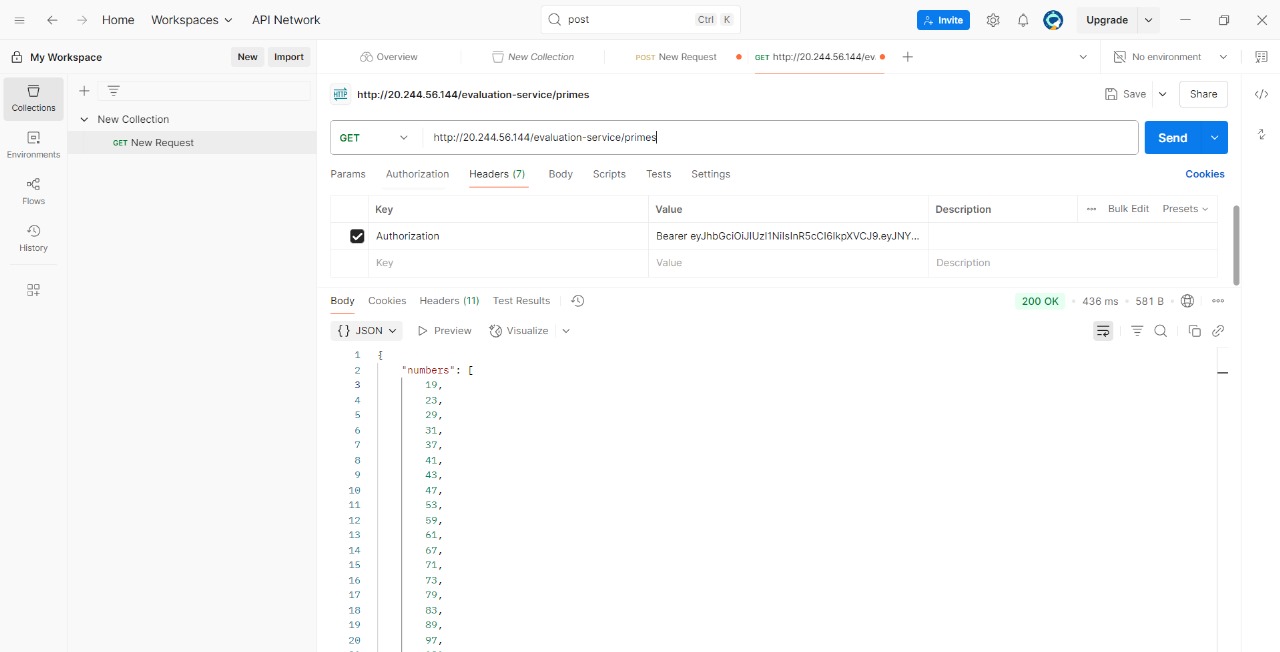 Home Workspaces API Network post Ctrl K Invite Upgrade
My Workspace New Import Overview New Collection POST New Request GET http://20.244.56.144/ev. No environment
Collections
Environments
Flows
History
New Collection
GET New Request
HTTP http://20.244.56.144/evaluation-service/primes Save Share
GET http://20.244.56.144/evaluation-service/primes Send
Params Authorization Headers (7) Body Scripts Tests Settings Cookies
Key Value Description Bulk Edit Presets
Authorization
Key Value Description
Body Cookies Headers (11) Test Results 200 OK 436 ms 581 B
{} JSON Preview Visualize
1 {
2 "numbers": [
3 19,
4 23,
5 29,
6 31,
7 37,
8 41,
9 43,
10 47,
11 53,
12 59,
13 61,
14 67,
15 71,
16 73,
17 79,
18 83,
19 89,
20 97,